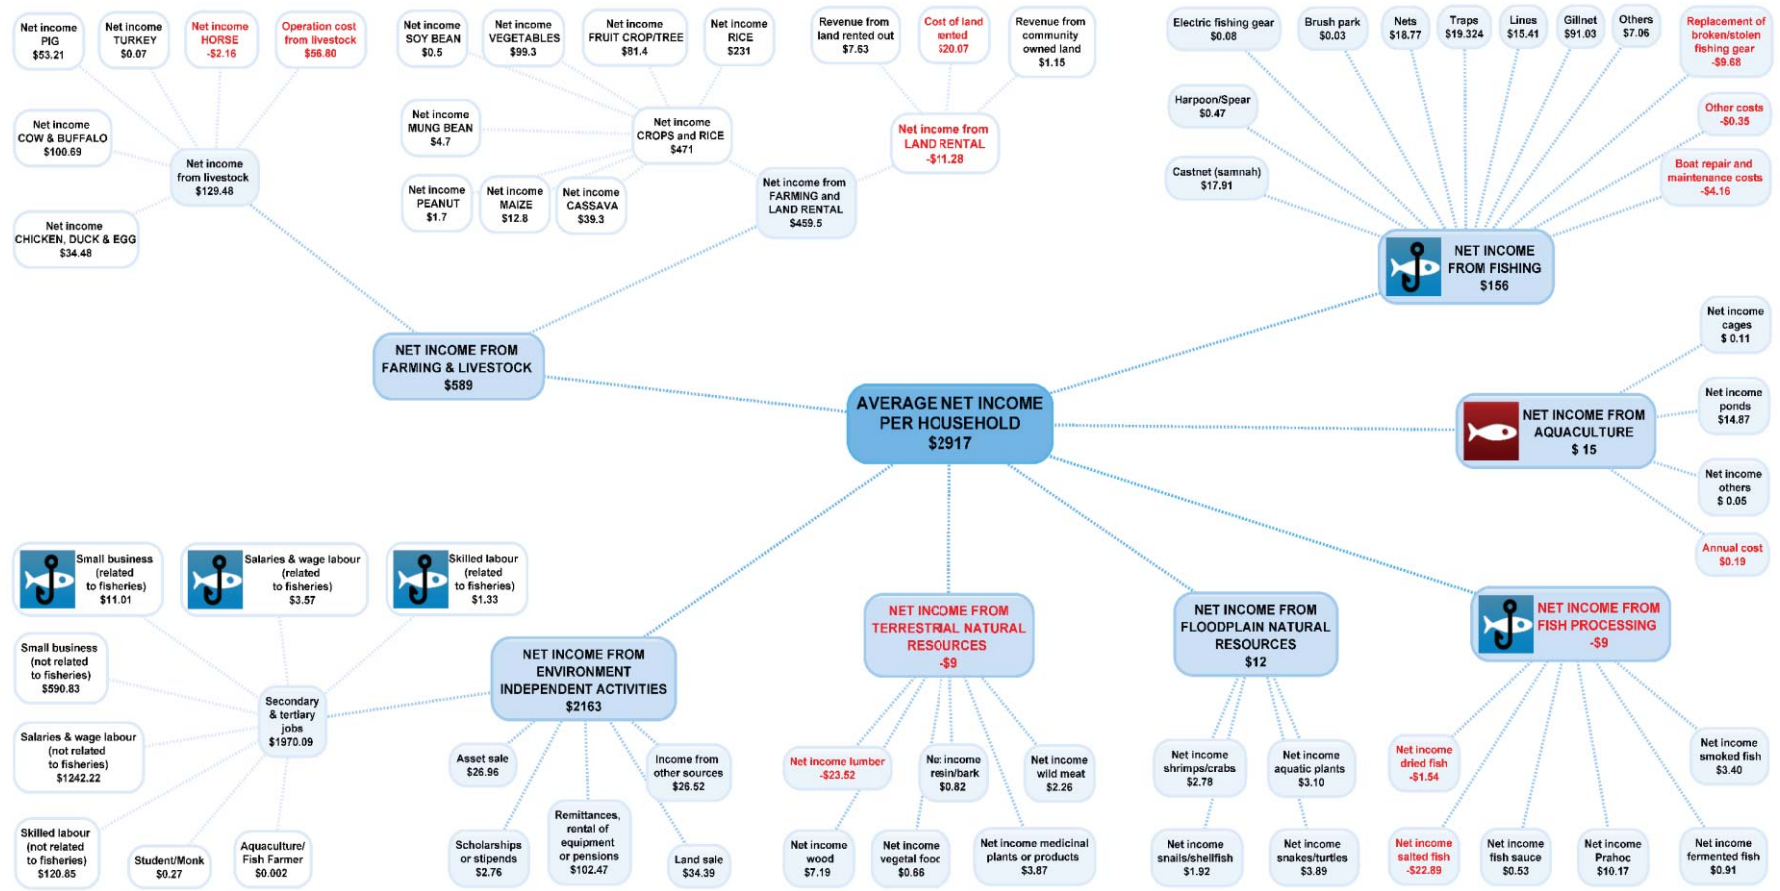 Net income
PIG
$53.21
Net income
TURKEY
$0.07
Net income
HORSE
-$2.16
Operation cost
from livestock
$56.80
Net income
COW & BUFFALO
$100.69
Net income
from livestock
$129.48
Net income
CHICKEN, DUCK & EGG
$34.48
Net income
SOY BEAN
$0.5
Net income
VEGETABLES
$99.3
Net income
FRUIT CROP/TREE
$81.4
Net income
RICE
$231
Net income
MUNG BEAN
$4.7
Net income
CROPS and RICE
$471
Net income
PEANUT
$1.7
Net income
MAIZE
$12.8
Net income
CASSAVA
$39.3
Revenue from
land rented out
$7.63
Cost of land
rented
$20.07
Revenue from
community
owned land
$1.15
Net income from
LAND RENTAL
-$11.28
Net income from
FARMING and
LAND RENTAL
$459.5
NET INCOME FROM
FARMING & LIVESTOCK
$589
Electric fishing gear
$0.08
Brush park
$0.03
Nets
$18.77
Traps
$19.324
Lines
$15.41
Gillnet
$91.03
Others
$7.06
Replacement of
broken/stolen
fishing gear
-$9.68
Harpoon/Spear
$0.47
Other costs
-$0.35
Castnet (samnah)
$17.91
Boat repair and
maintenance costs
-$4.16
NET INCOME
FROM FISHING
$156
AVERAGE NET INCOME
PER HOUSEHOLD
$2917
Net income
cages
$ 0.11
Net income
ponds
$14.87
NET INCOME FROM
AQUACULTURE
$ 15
Net income
others
$ 0.05
Annual cost
$0.19
Small business
(related
to fisheries)
$11.01
Salaries & wage labour
(related
to fisheries)
$3.57
Skilled labour
(related
to fisheries)
$1.33
Small business
(not related
to fisheries)
$590.83
Secondary
& tertiary
jobs
$1970.09
Salaries & wage labour
(not related
to fisheries)
$1242.22
Skilled labour
(not related
to fisheries)
$120.85
Student/Monk
$0.27
Aquaculture/
Fish Farmer
$0.002
NET INCOME FROM
ENVIRONMENT
INDEPENDENT ACTIVITIES
$2163
Asset sale
$26.96
Income from
other sources
$26.52
Scholarships
or stipends
$2.76
Remittances,
rental of
equipment
or pensions
$102.47
Land sale
$34.39
NET INCOME FROM
TERRESTRIAL NATURAL
RESOURCES
-$9
Net income lumber
-$23.52
Net income
resin/bark
$0.82
Net income
wild meat
$2.26
Net income
wood
$7.19
Net income
vegetal food
$0.66
Net income medicinal
plants or products
$3.87
NET INCOME FROM
FLOODPLAIN NATURAL
RESOURCES
$12
Net income
shrimps/crabs
$2.78
Net income
aquatic plants
$3.10
Net income
snails/shellfish
$1.92
Net income
snakes/turtles
$3.89
NET INCOME FROM
FISH PROCESSING
-$9
Net income
dried fish
-$1.54
Net income
smoked fish
$3.40
Net income
salted fish
-$22.89
Net income
fish sauce
$0.53
Net income
Prahoc
$10.17
Net income
fermented fish
$0.91